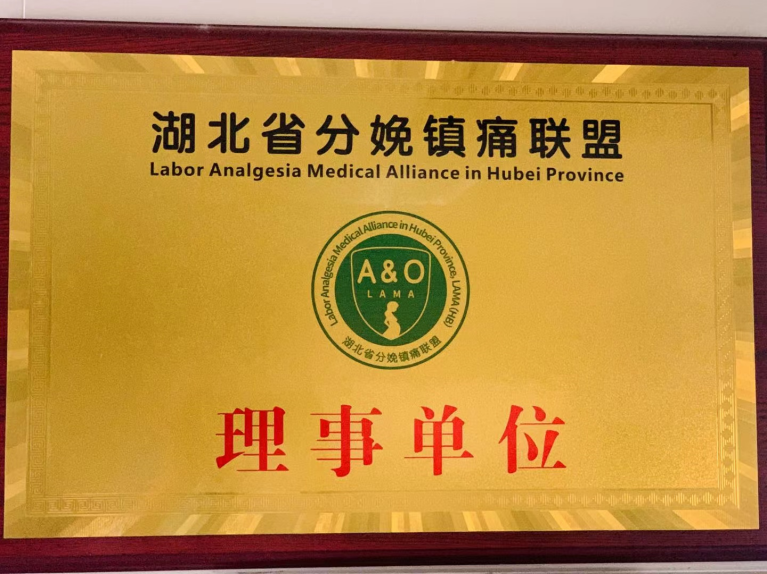 湖北省分娩镇痛联盟
Labor Analgesia Medical Alliance in Hubei Province
Labor Analgesia Medical Alliance in Hubei Province, LAMA(HB)
A&O
LAMA
湖北省分娩镇痛联盟
理事单位